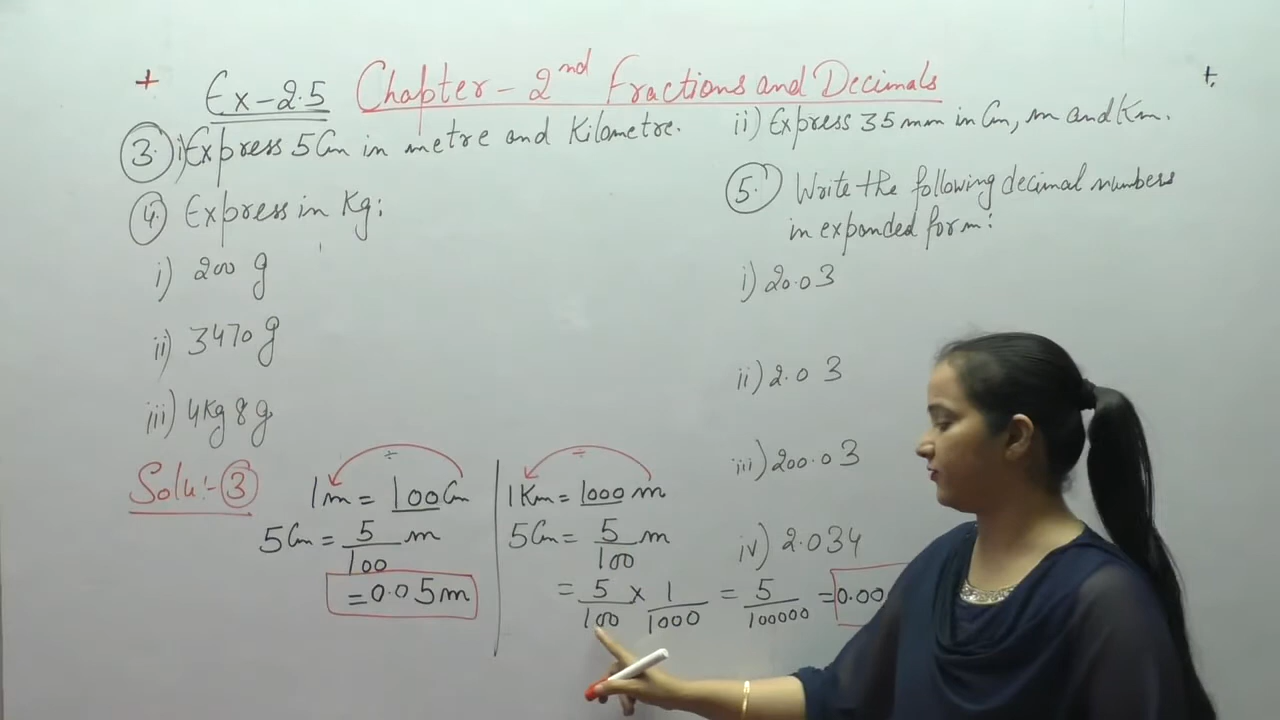 Ex-2.5 Chapter-2nd Fractions and Decimals
3. i) Express 5Cm in metre and Kilometre.
ii) Express 35mm in Cm, m and Km.
4. Express in Kg:
i) 200 g
ii) 3470 g
iii) 4Kg 8g
5. Write the following decimal numbers
in expanded form:
i) 20.03
ii) 2.03
iii) 200.03
iv) 2.034
Solu:- 3
÷
1m = 100Cm
5Cm = 5/100 m
= 0.05m
÷
1Km = 1000 m
5Cm = 5/100 m
= 5/100 × 1/1000 = 5/100000 = 0.00